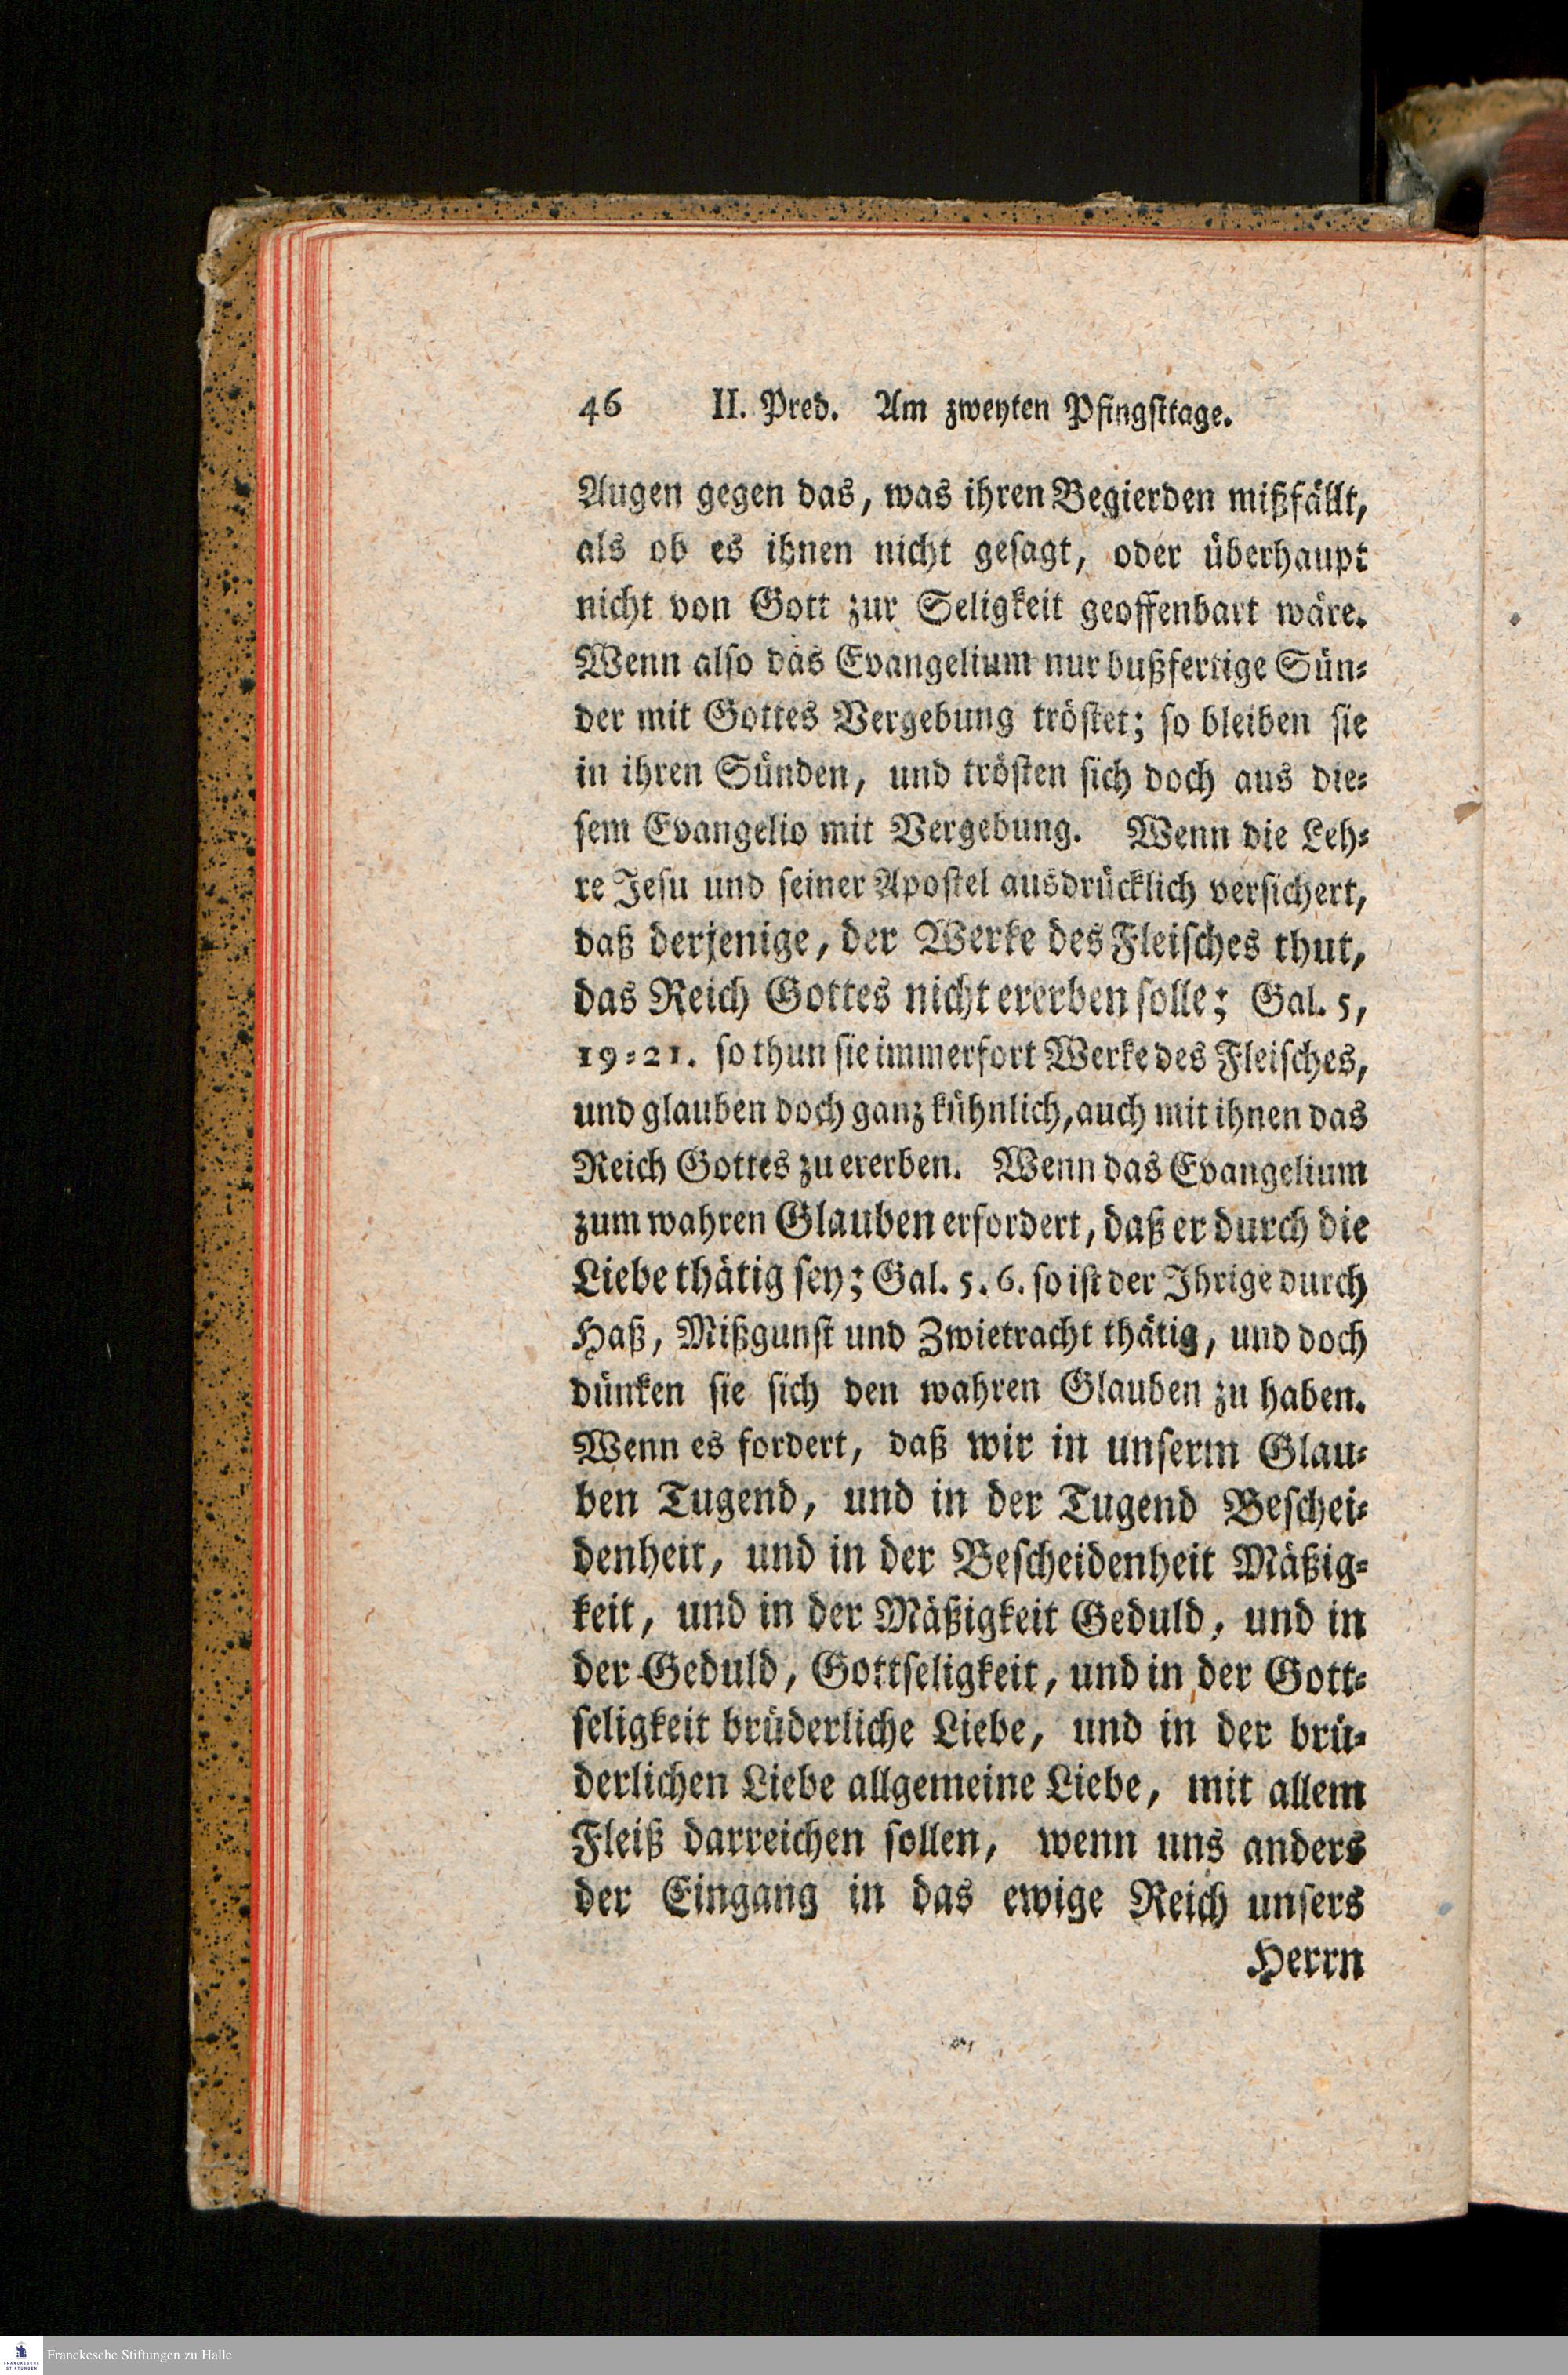 46 II. Pred. Am zweyten Pfingsttage.
Augen gegen das, was ihren Begierden mißfällt,
als ob es ihnen nicht gesagt, oder überhaupt
nicht von Gott zur Seligkeit geoffenbart wäre.
Wenn also das Evangelium nur bußfertige Sün-
der mit Gottes Vergebung tröstet; so bleiben sie
in ihren Sünden, und trösten sich doch aus die-
sem Evangelio mit Vergebung. Wenn die Leh-
re Jesu und seiner Apostel ausdrücklich versichert,
daß derjenige, der Werke des Fleisches thut,
das Reich Gottes nicht ererben solle; Gal. 5,
19-21. so thun sie immerfort Werke des Fleisches,
und glauben doch ganz kühnlich, auch mit ihnen das
Reich Gottes zu ererben. Wenn das Evangelium
zum wahren Glauben erfordert, daß er durch die
Liebe thätig sey; Gal. 5. 6. so ist der Ihrige durch
Haß, Mißgunst und Zwietracht thätig, und doch
dünken sie sich den wahren Glauben zu haben.
Wenn es fordert, daß wir in unserm Glau-
ben Tugend, und in der Tugend Beschei-
denheit, und in der Bescheidenheit Mäßig-
keit, und in der Mäßigkeit Geduld, und in
der Geduld, Gottseligkeit, und in der Gott-
seligkeit brüderliche Liebe, und in der brü-
derlichen Liebe allgemeine Liebe, mit allem
Fleiß darreichen sollen, wenn uns anders
der Eingang in das ewige Reich unsers
Herrn
FRANCKESCHE
STIFTUNGEN
Franckesche Stiftungen zu Halle